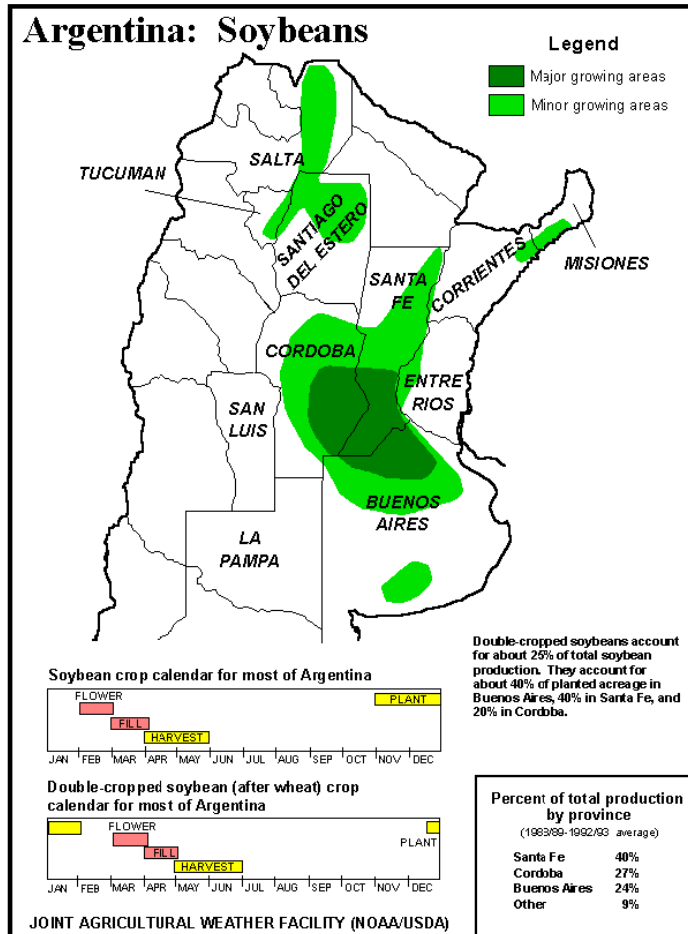 Argentina: Soybeans
Legend
Major growing areas
Minor growing areas
SALTA
TUCUMAN
SANTIAGO
DEL ESTERO
SANTA
FE
CORRIENTES
MISIONES
CORDOBA
ENTRE
RIOS
SAN
LUIS
BUENOS
AIRES
LA
PAMPA
Double-cropped soybeans account
for about 25% of total soybean
production. They account for
about 40% of planted acreage in
Buenos Aires, 40% in Santa Fe, and
20% in Cordoba.
Soybean crop calendar for most of Argentina
FLOWER
PLANT
FILL
HARVEST
JAN FEB MAR APR MAY JUN JUL AUG SEP OCT NOV DEC
Double-cropped soybean (after wheat) crop
calendar for most of Argentina
FLOWER
PLANT
FILL
HARVEST
JAN FEB MAR APR MAY JUN JUL AUG SEP OCT NOV DEC
Percent of total production
by province
(1988/89-1992/93 average)
Santa Fe 40%
Cordoba 27%
Buenos Aires 24%
Other 9%
JOINT AGRICULTURAL WEATHER FACILITY (NOAA/USDA)